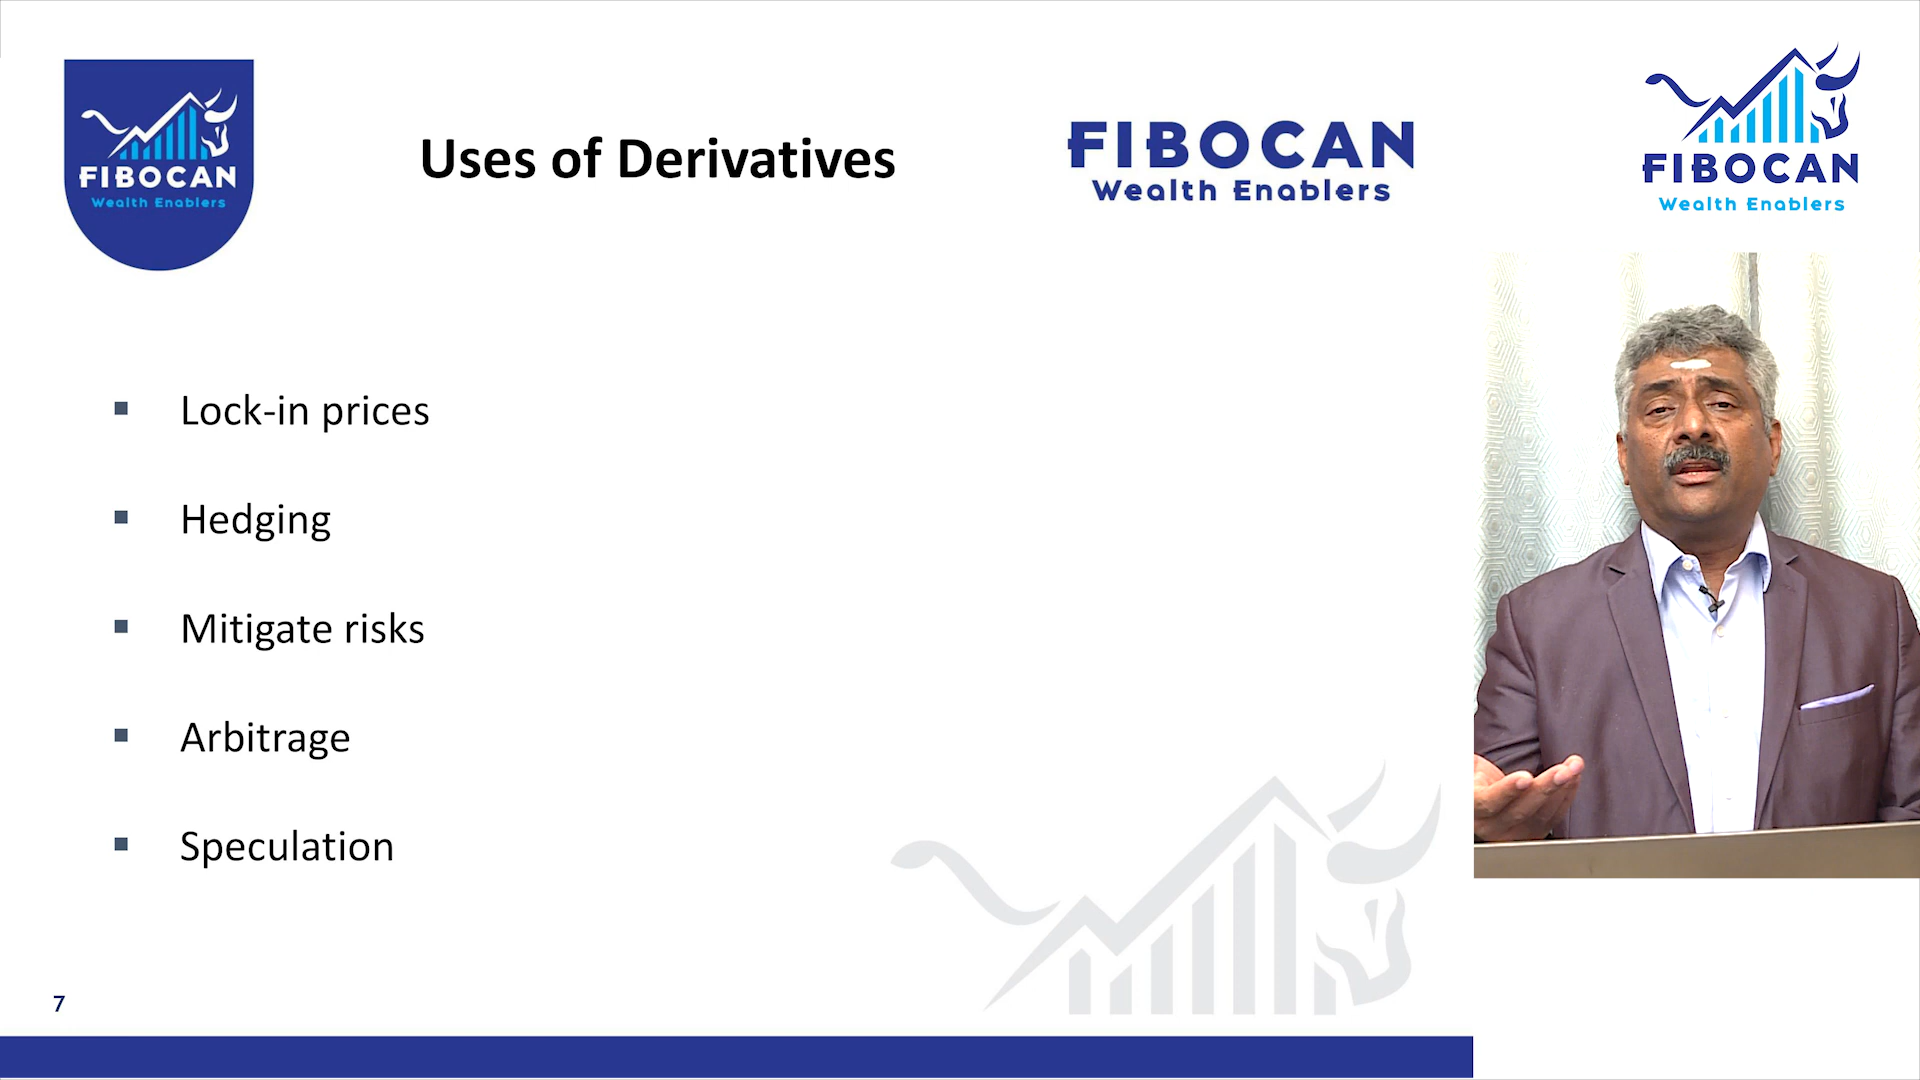 FIBOCAN
Wealth Enablers
Uses of Derivatives
FIBOCAN
Wealth Enablers
FIBOCAN
Wealth Enablers
Lock-in prices
Hedging
Mitigate risks
Arbitrage
Speculation
7